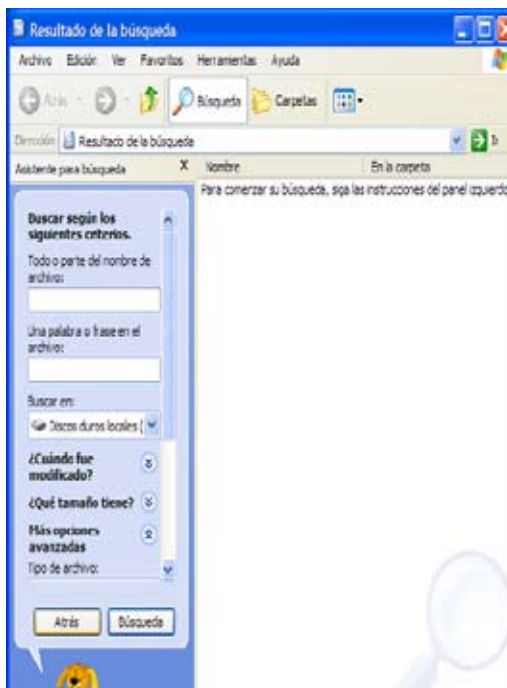 Resultado de la búsqueda
Archivo Edición Ver Favoritos Herramientas Ayuda
Atrás Búsqueda Carpetas
Dirección Resultado de la búsqueda Ir
Asistente para búsqueda X Nombre En la carpeta
Para comenzar su búsqueda, siga las instrucciones del panel izquierdo
Buscar según los
siguientes criterios.
Todo o parte del nombre de
archivo:
Una palabra o frase en el
archivo:
Buscar en:
Discos duros locales (
¿Cuándo fue
modificado?
¿Qué tamaño tiene?
Más opciones
avanzadas
Tipo de archivo:
Atrás Búsqueda